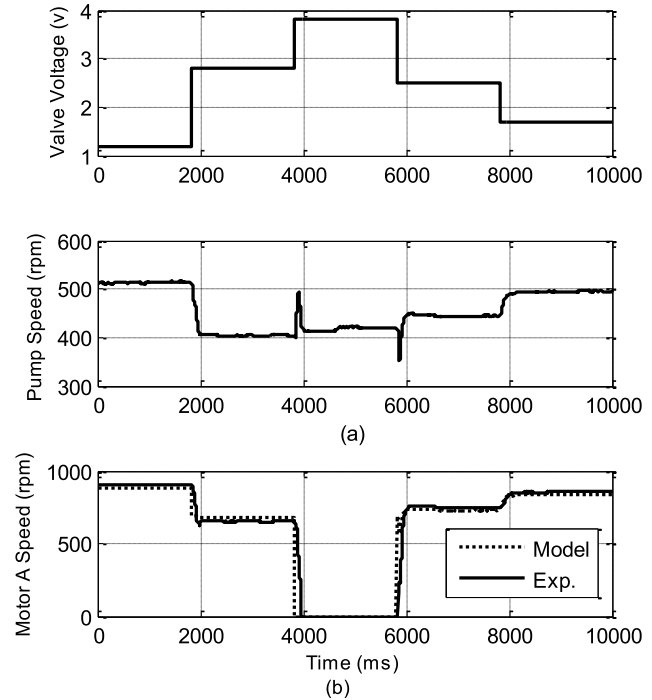 Valve Voltage (v)
4
3
2
1
0 2000 4000 6000 8000 10000
Pump Speed (rpm)
600
500
400
300
0 2000 4000 6000 8000 10000
(a)
Motor A Speed (rpm)
1000
500
0
Model
Exp.
0 2000 4000 6000 8000 10000
Time (ms)
(b)